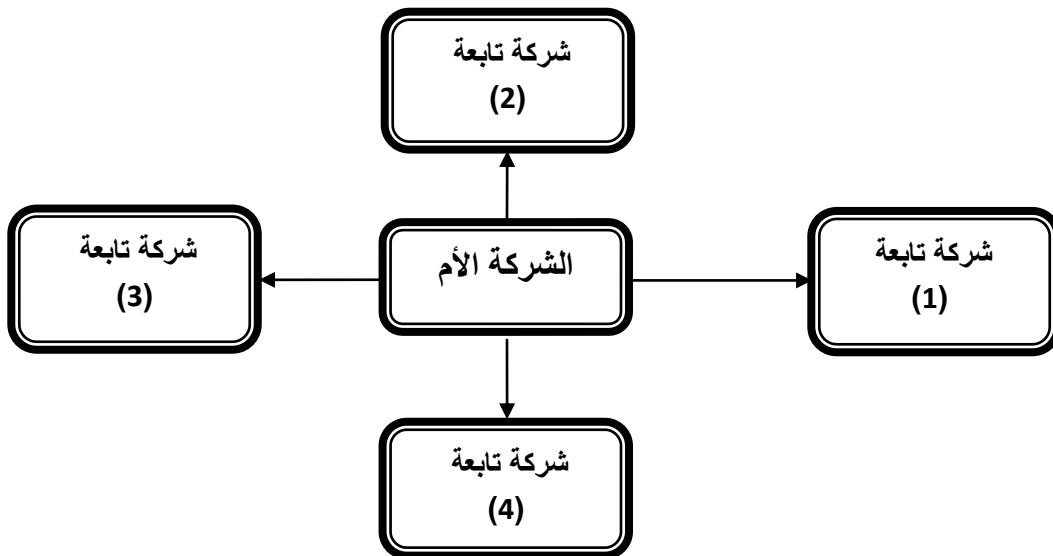 شركة تابعة
(2)
شركة تابعة
(1)
الشركة الأم
شركة تابعة
(3)
شركة تابعة
(4)